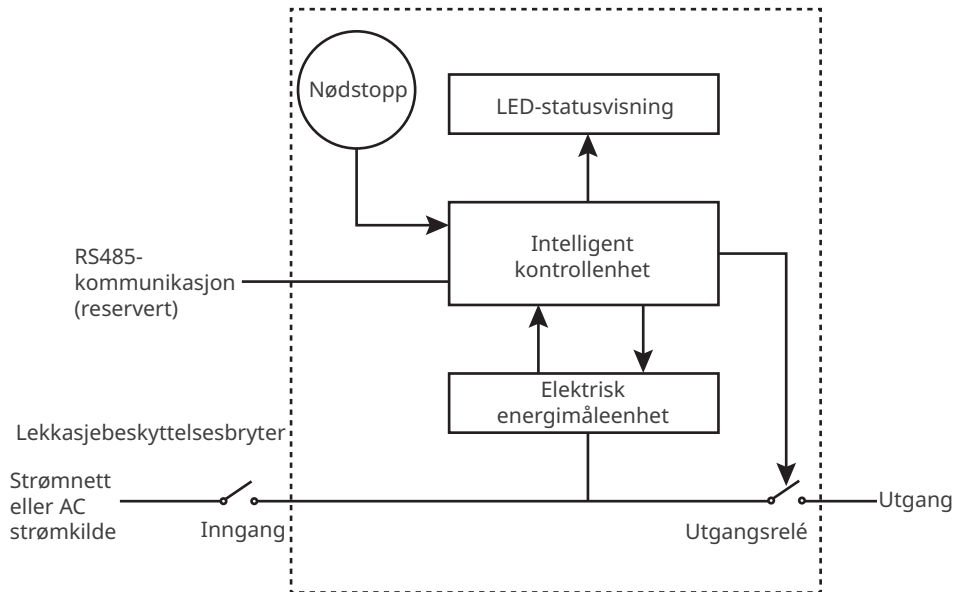 Nødstopp
LED-statusvisning
Intelligent
kontrollenhet
RS485-
kommunikasjon
(reservert)
Elektrisk
energimåleenhet
Lekkasjebeskyttelsesbryter
Strømnett
eller AC
strømkilde
Inngang
Utgangsrelé
Utgang